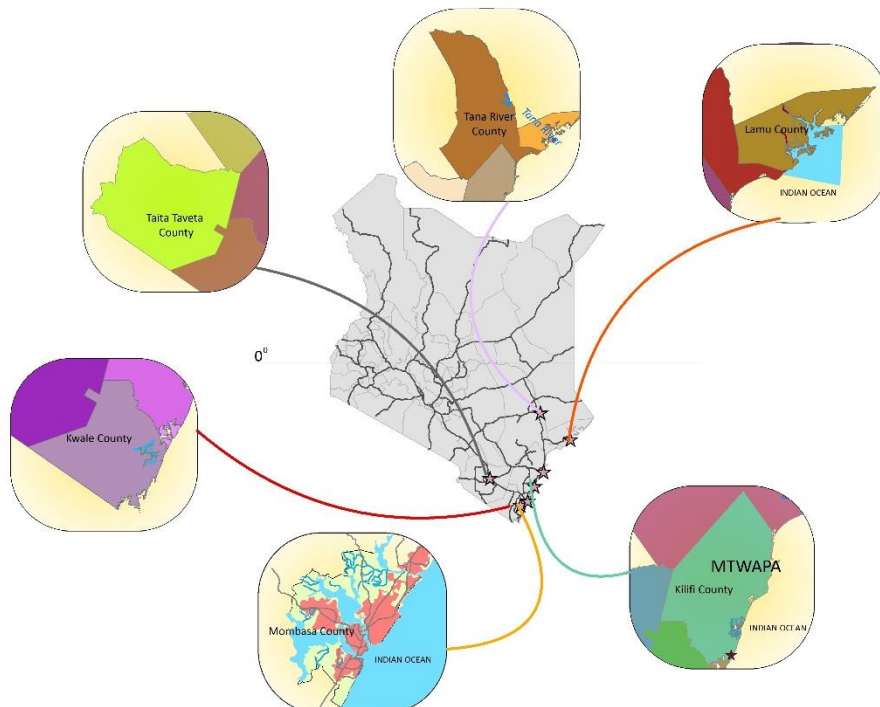 Tana River
County
Tana River
Lamu County
INDIAN OCEAN
Taita Taveta
County
0⁰
Kwale County
MTWAPA
Kilifi County
INDIAN OCEAN
Mombasa County
INDIAN OCEAN